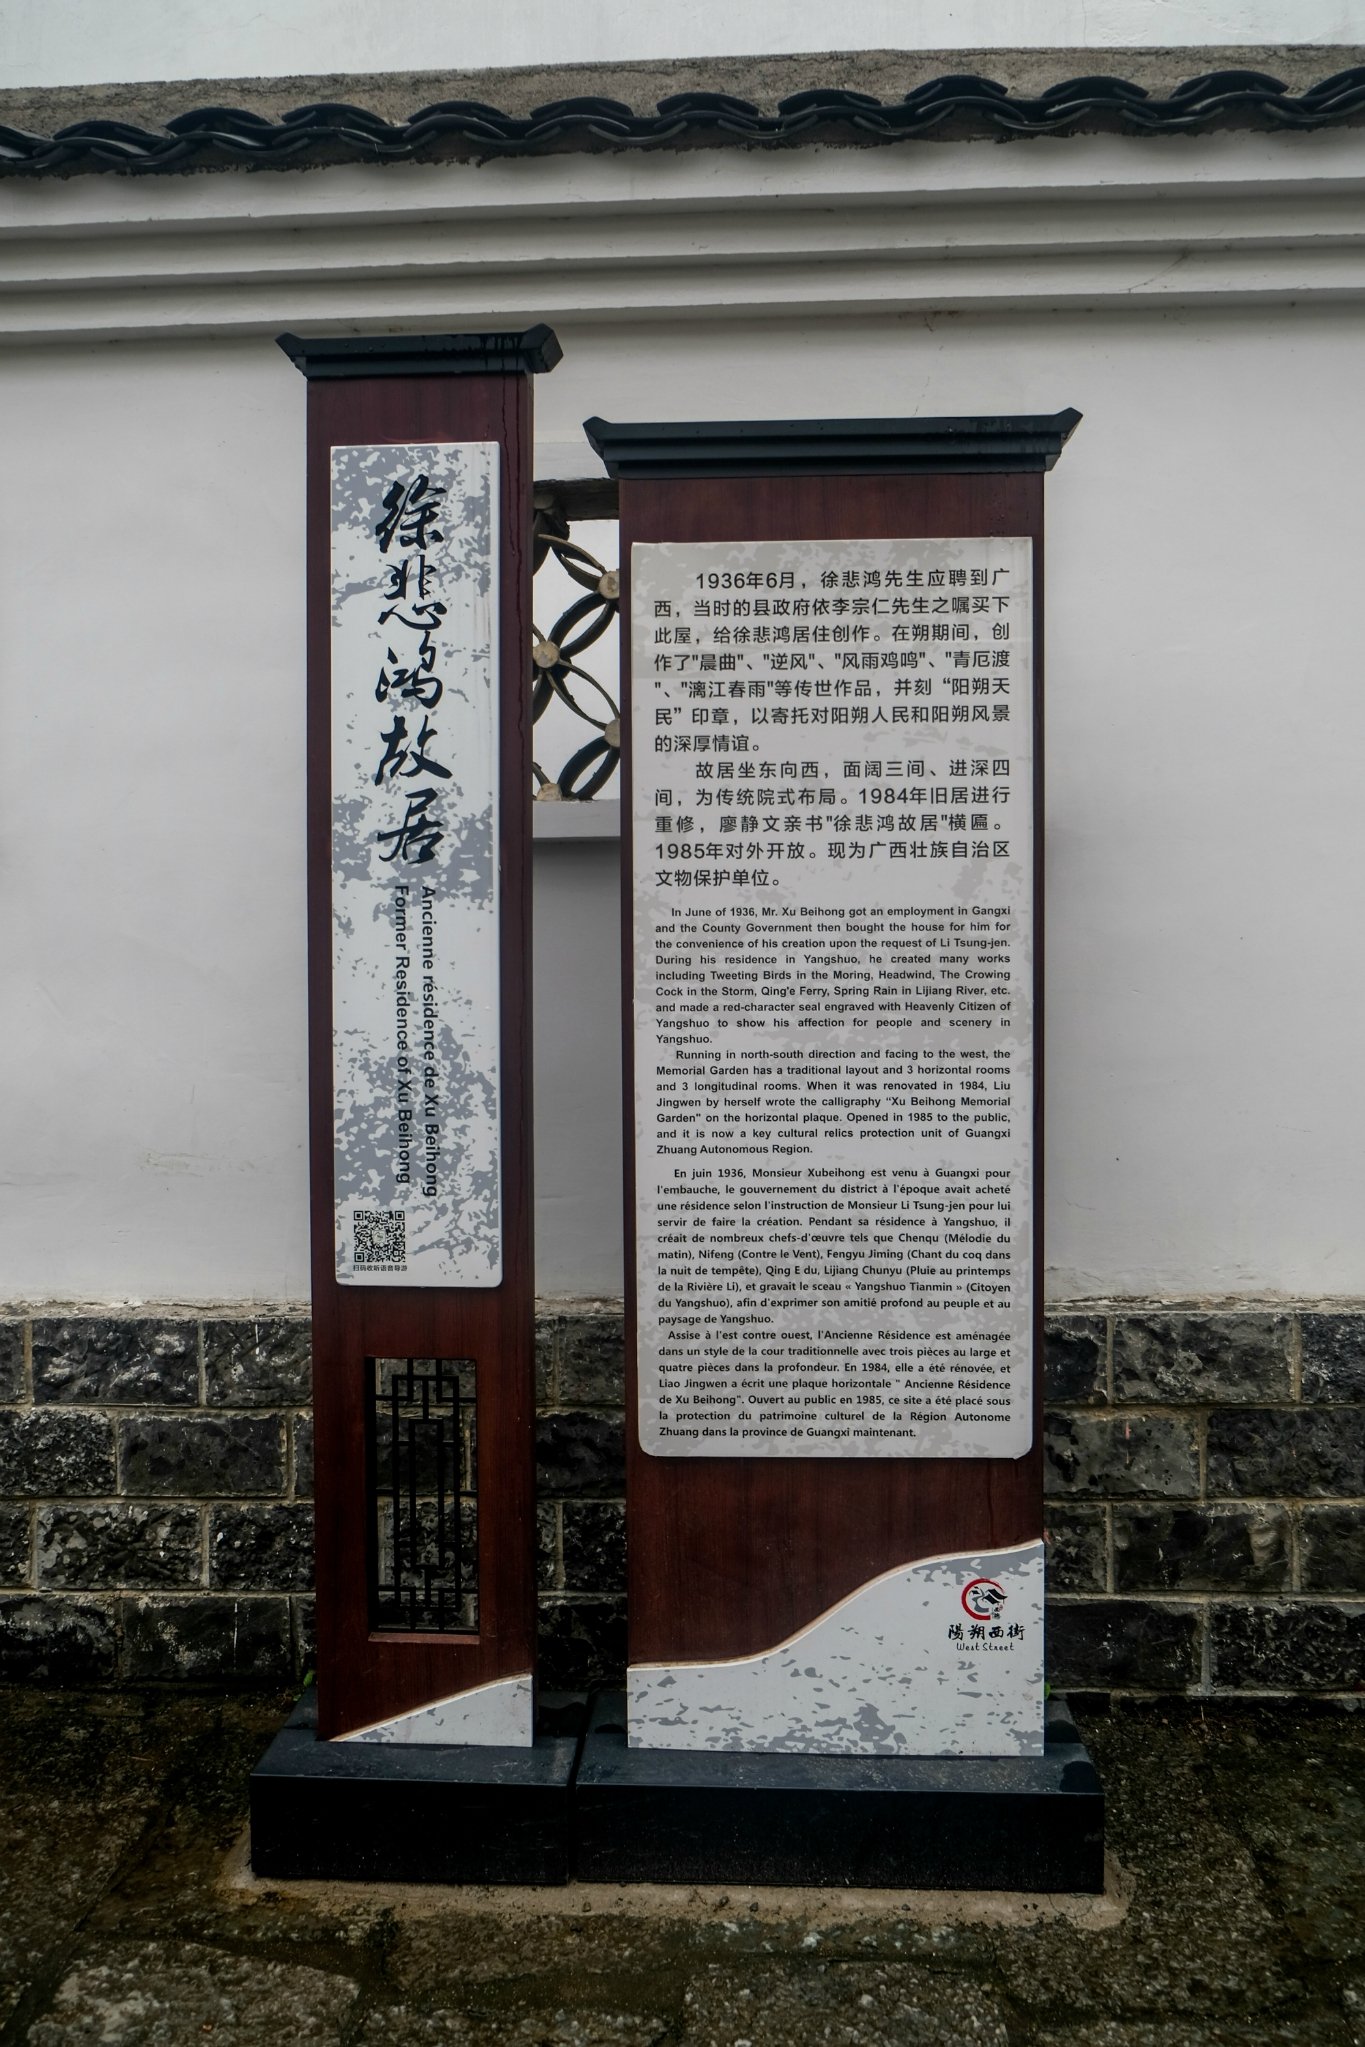 徐悲鸿故居
Ancienne résidence de Xu Beihong
Former Residence of Xu Beihong
扫码收听语音导游
1936年6月，徐悲鸿先生应聘到广
西，当时的县政府依李宗仁先生之嘱买下
此屋，给徐悲鸿居住创作。在朔期间，创
作了"晨曲"、"逆风"、"风雨鸡鸣"、"青厄渡
"、"漓江春雨"等传世作品，并刻“阳朔天
民”印章，以寄托对阳朔人民和阳朔风景
的深厚情谊。
故居坐东向西，面阔三间、进深四
间，为传统院式布局。1984年旧居进行
重修，廖静文亲书"徐悲鸿故居"横匾。
1985年对外开放。现为广西壮族自治区
文物保护单位。
In June of 1936, Mr. Xu Beihong got an employment in Gangxi
and the County Government then bought the house for him for
the convenience of his creation upon the request of Li Tsung-jen.
During his residence in Yangshuo, he created many works
including Tweeting Birds in the Moring, Headwind, The Crowing
Cock in the Storm, Qing'e Ferry, Spring Rain in Lijiang River, etc.
and made a red-character seal engraved with Heavenly Citizen of
Yangshuo to show his affection for people and scenery in
Yangshuo.
Running in north-south direction and facing to the west, the
Memorial Garden has a traditional layout and 3 horizontal rooms
and 3 longitudinal rooms. When it was renovated in 1984, Liu
Jingwen by herself wrote the calligraphy “Xu Beihong Memorial
Garden” on the horizontal plaque. Opened in 1985 to the public,
and it is now a key cultural relics protection unit of Guangxi
Zhuang Autonomous Region.
En juin 1936, Monsieur Xubeihong est venu à Guangxi pour
l'embauche, le gouvernement du district à l'époque avait acheté
une résidence selon l'instruction de Monsieur Li Tsung-jen pour lui
servir de faire la création. Pendant sa résidence à Yangshuo, il
créait de nombreux chefs-d'œuvre tels que Chenqu (Mélodie du
matin), Nifeng (Contre le Vent), Fengyu Jiming (Chant du coq dans
la nuit de tempête), Qing E du, Lijiang Chunyu (Pluie au printemps
de la Rivière Li), et gravait le sceau « Yangshuo Tianmin » (Citoyen
du Yangshuo), afin d'exprimer son amitié profond au peuple et au
paysage de Yangshuo.
Assise à l'est contre ouest, l'Ancienne Résidence est aménagée
dans un style de la cour traditionnelle avec trois pièces au large et
quatre pièces dans la profondeur. En 1984, elle a été rénovée, et
Liao Jingwen a écrit une plaque horizontale " Ancienne Résidence
de Xu Beihong". Ouvert au public en 1985, ce site a été placé sous
la protection du patrimoine culturel de la Région Autonome
Zhuang dans la province de Guangxi maintenant.
陽朔西街
West Street